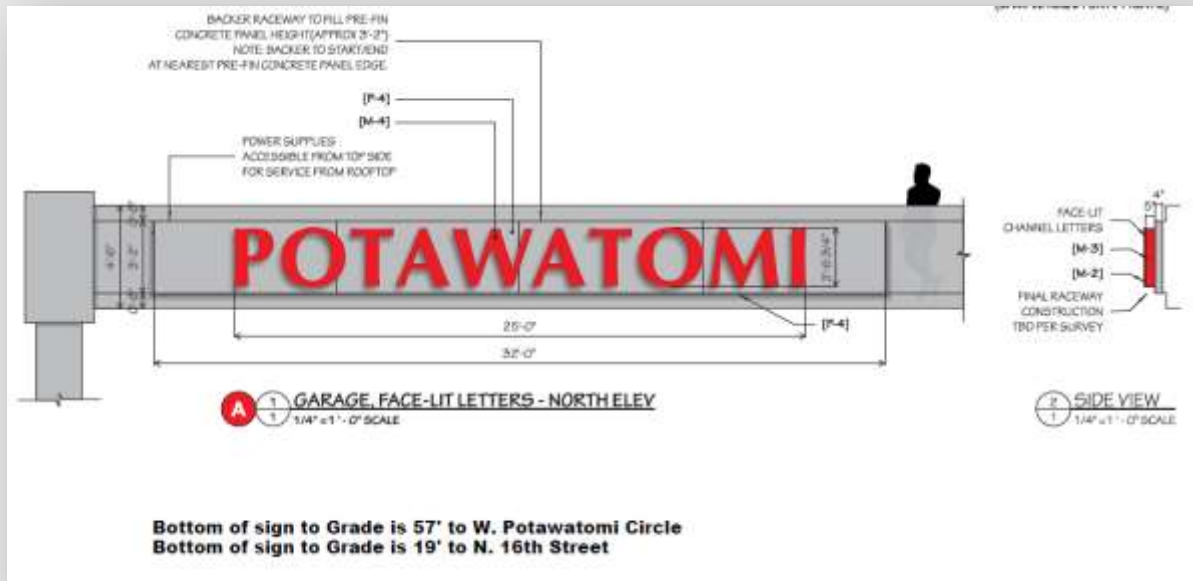 BACKER RACEWAY TO FILL PRE-FIN
CONCRETE PANEL HEIGHT(APPROX 3'-2")
NOTE: BACKER TO START/END
AT NEAREST PRE-FIN CONCRETE PANEL EDGE.
[P-4]
[M-4]
POWER SUPPLIES
ACCESSIBLE FROM TOP SIDE
FOR SERVICE FROM ROOFTOP
POTAWATOMI
3'-2"
25'-0"
32'-0"
[P-4]
4"
5"
FACE-LIT
CHANNEL LETTERS
[M-3]
[M-2]
FINAL RACEWAY
CONSTRUCTION
TBD PER SURVEY
A
1
1
GARAGE, FACE-LIT LETTERS - NORTH ELEV
1/4" = 1' - 0" SCALE
2
1
SIDE VIEW
1/4" = 1' - 0" SCALE
Bottom of sign to Grade is 57' to W. Potawatomi Circle
Bottom of sign to Grade is 19' to N. 16th Street